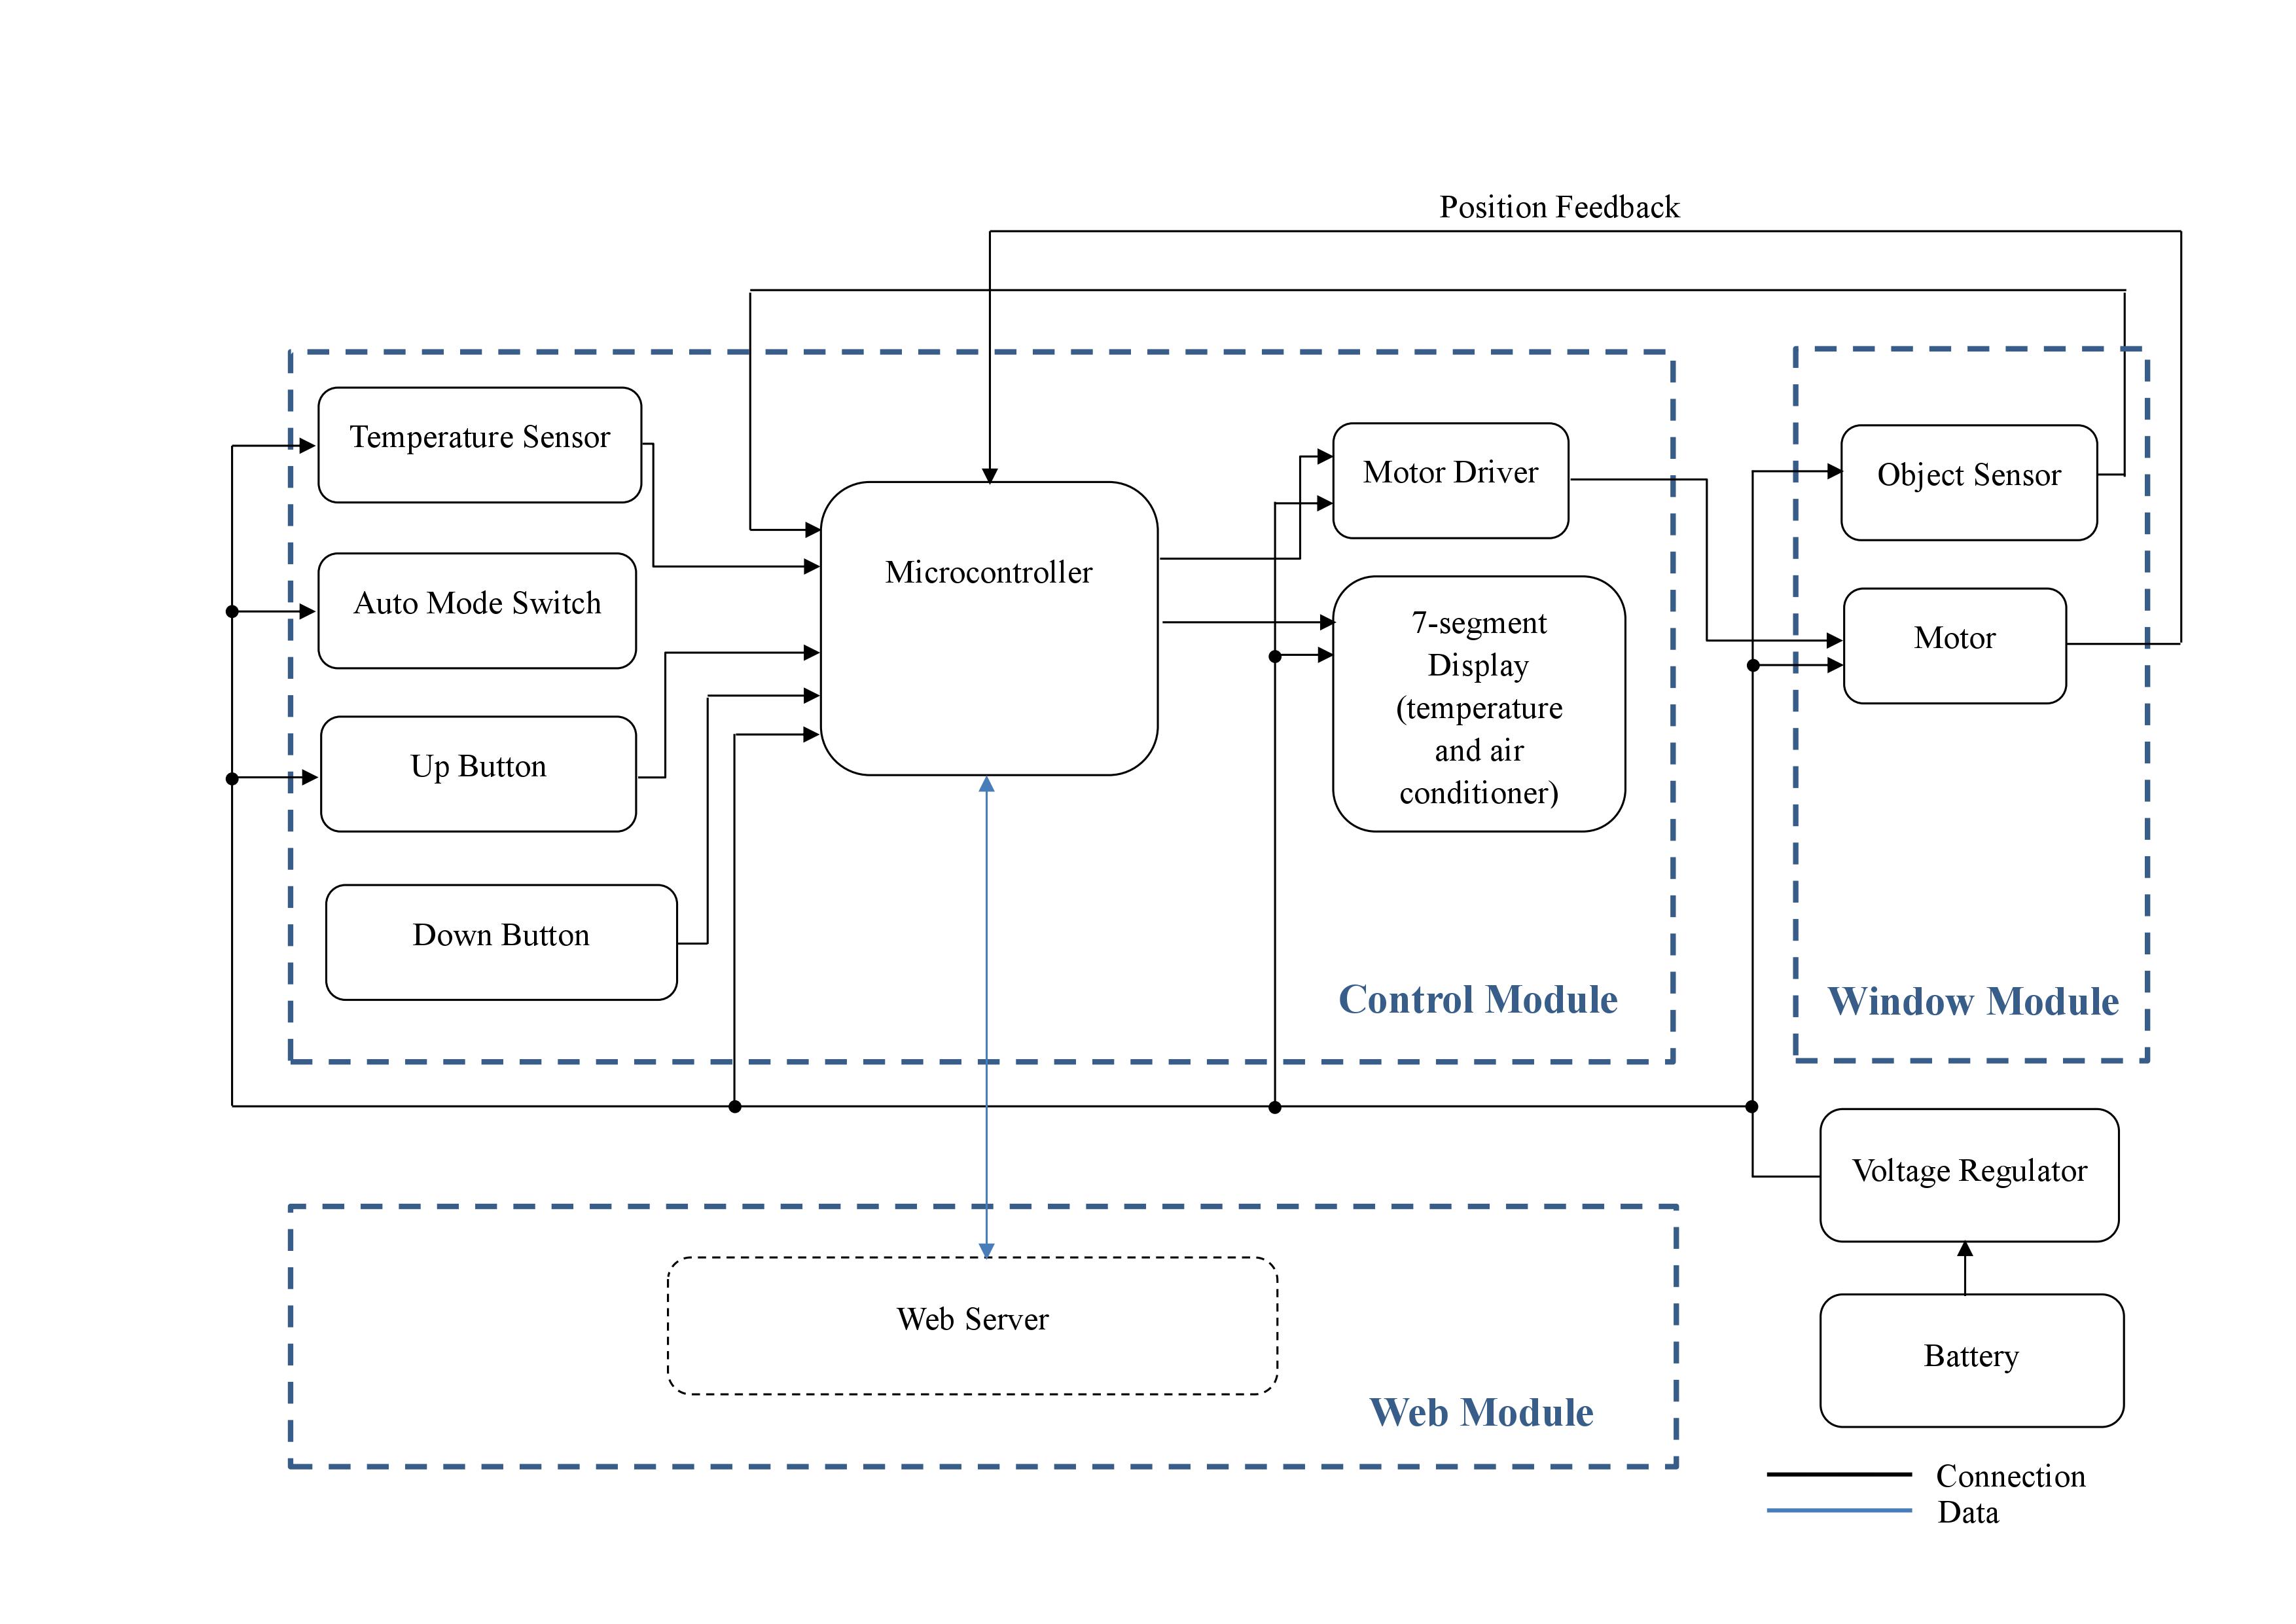 Position Feedback
Temperature Sensor
Auto Mode Switch
Up Button
Down Button
Microcontroller
Motor Driver
7-segment
Display
(temperature
and air
conditioner)
Control Module
Object Sensor
Motor
Window Module
Voltage Regulator
Battery
Web Server
Web Module
Connection
Data